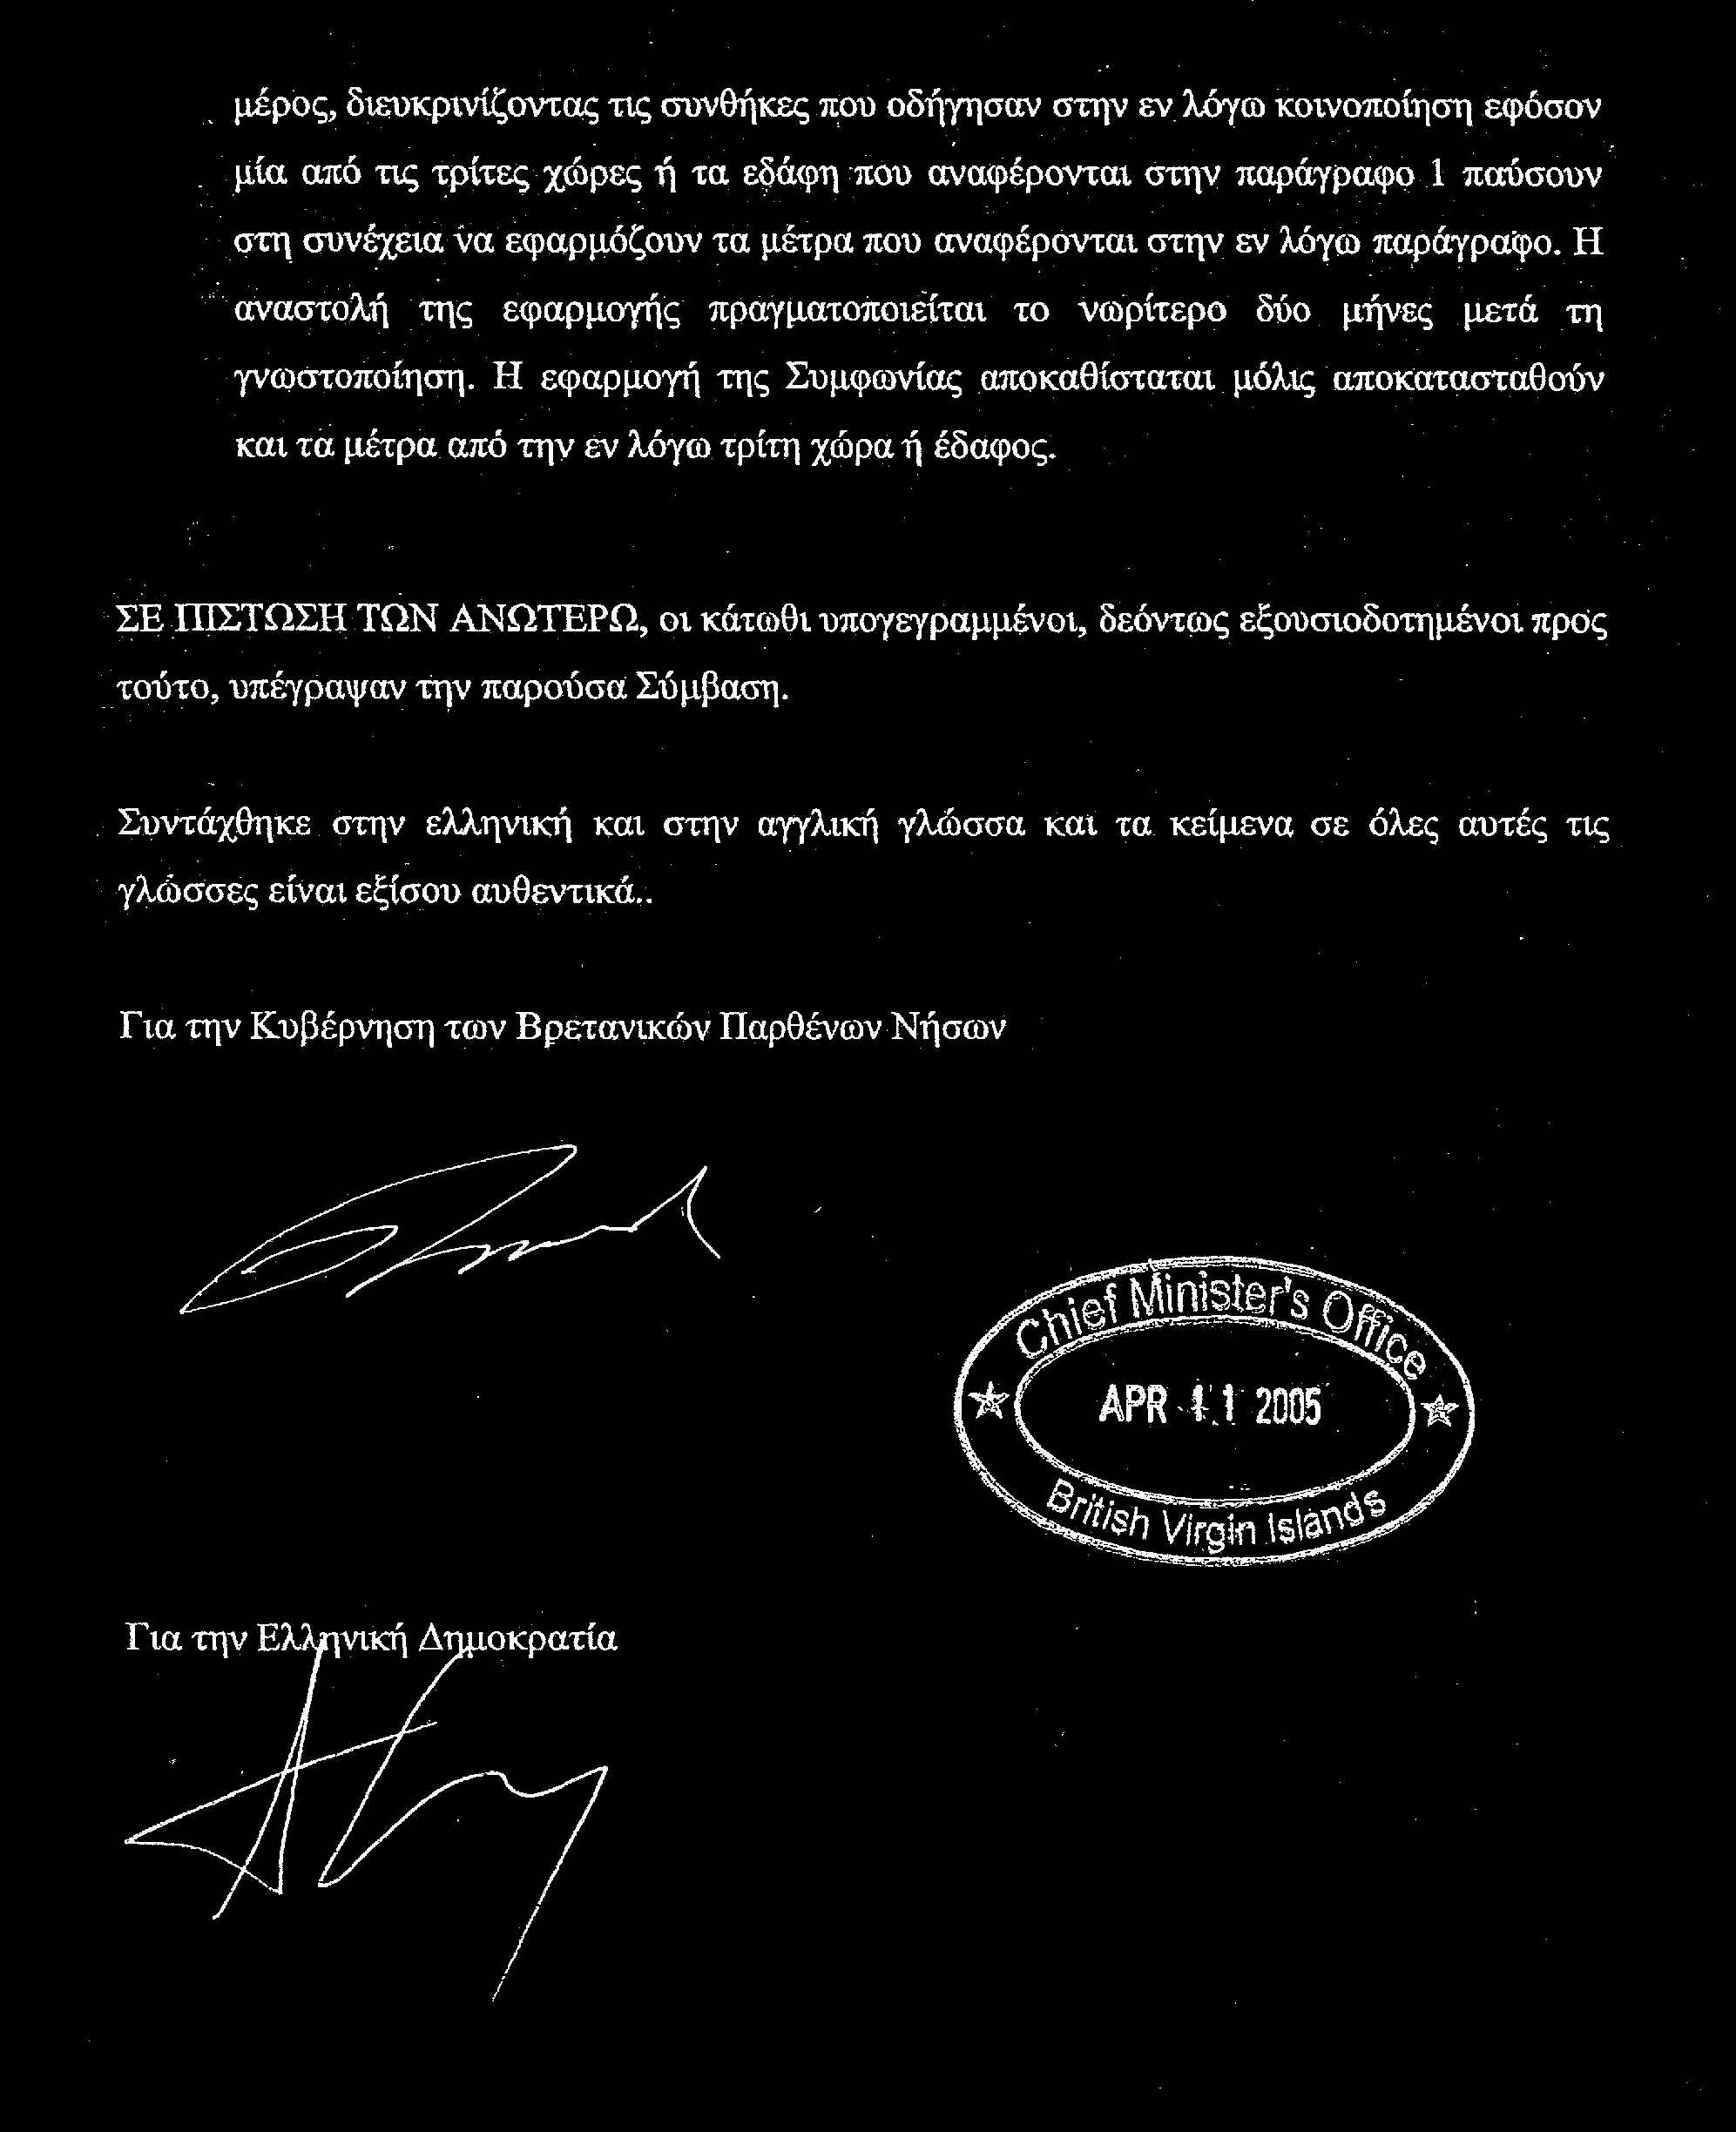 μέρος, διευκρινίζοντας τις συνθήκες που οδήγησαν στην εν λόγω κοινοποίηση εφόσον
μία από τις τρίτες χώρες ή τα εδάφη που αναφέρονται στην παράγραφο 1 παύσουν
στη συνέχεια να εφαρμόζουν τα μέτρα που αναφέρονται στην εν λόγω παράγραφο. Η
αναστολή της εφαρμογής πραγματοποιείται το νωρίτερο δύο μήνες μετά τη
γνωστοποίηση. Η εφαρμογή της Συμφωνίας αποκαθίσταται μόλις αποκατασταθούν
και τα μέτρα από την εν λόγω τρίτη χώρα ή έδαφος.
ΣΕ ΠΙΣΤΩΣΗ ΤΩΝ ΑΝΩΤΕΡΩ, οι κάτωθι υπογεγραμμένοι, δεόντως εξουσιοδοτημένοι προς
τούτο, υπέγραψαν την παρούσα Σύμβαση.
Συντάχθηκε στην ελληνική και στην αγγλική γλώσσα και τα κείμενα σε όλες αυτές τις
γλώσσες είναι εξίσου αυθεντικά..
Για την Κυβέρνηση των Βρετανικών Παρθένων Νήσων
Chief Minister's Office
APR 11 2005
British Virgin Islands
Για την Ελληνική Δημοκρατία